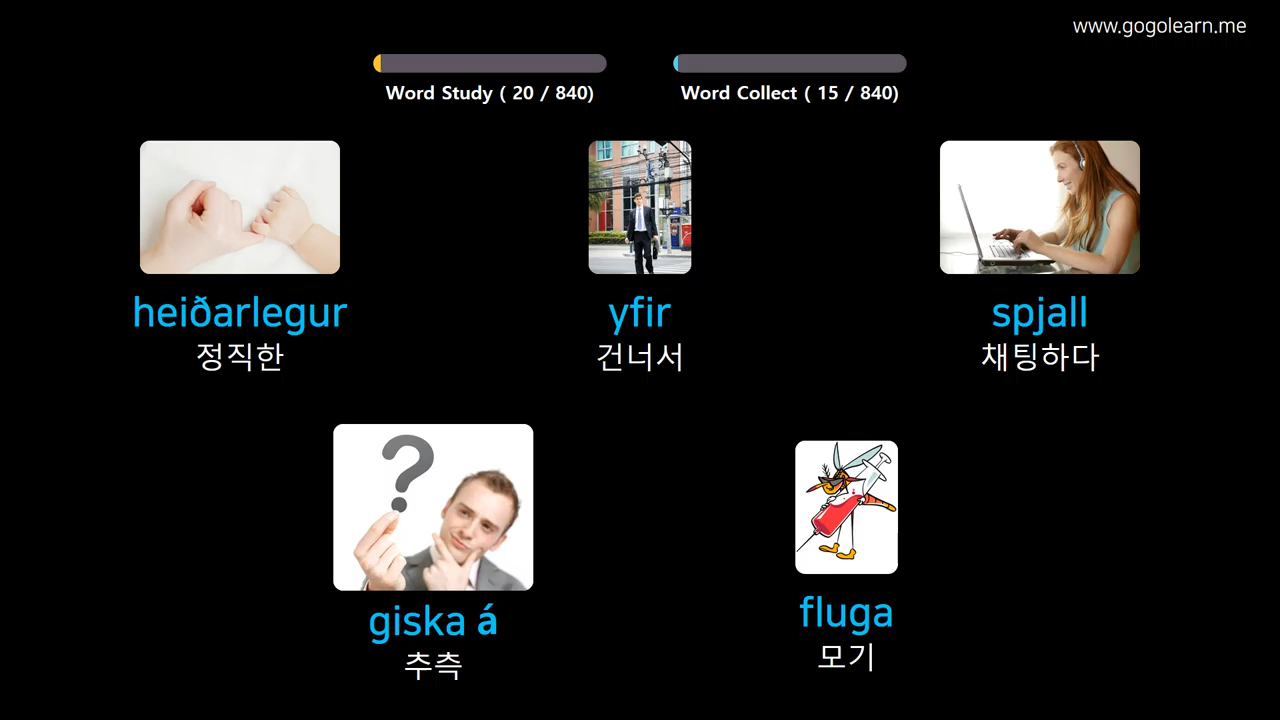 www.gogolearn.me
Word Study ( 20 / 840)
Word Collect ( 15 / 840)
heiðarlegur
정직한
yfir
건너서
spjall
채팅하다
giska á
추측
fluga
모기